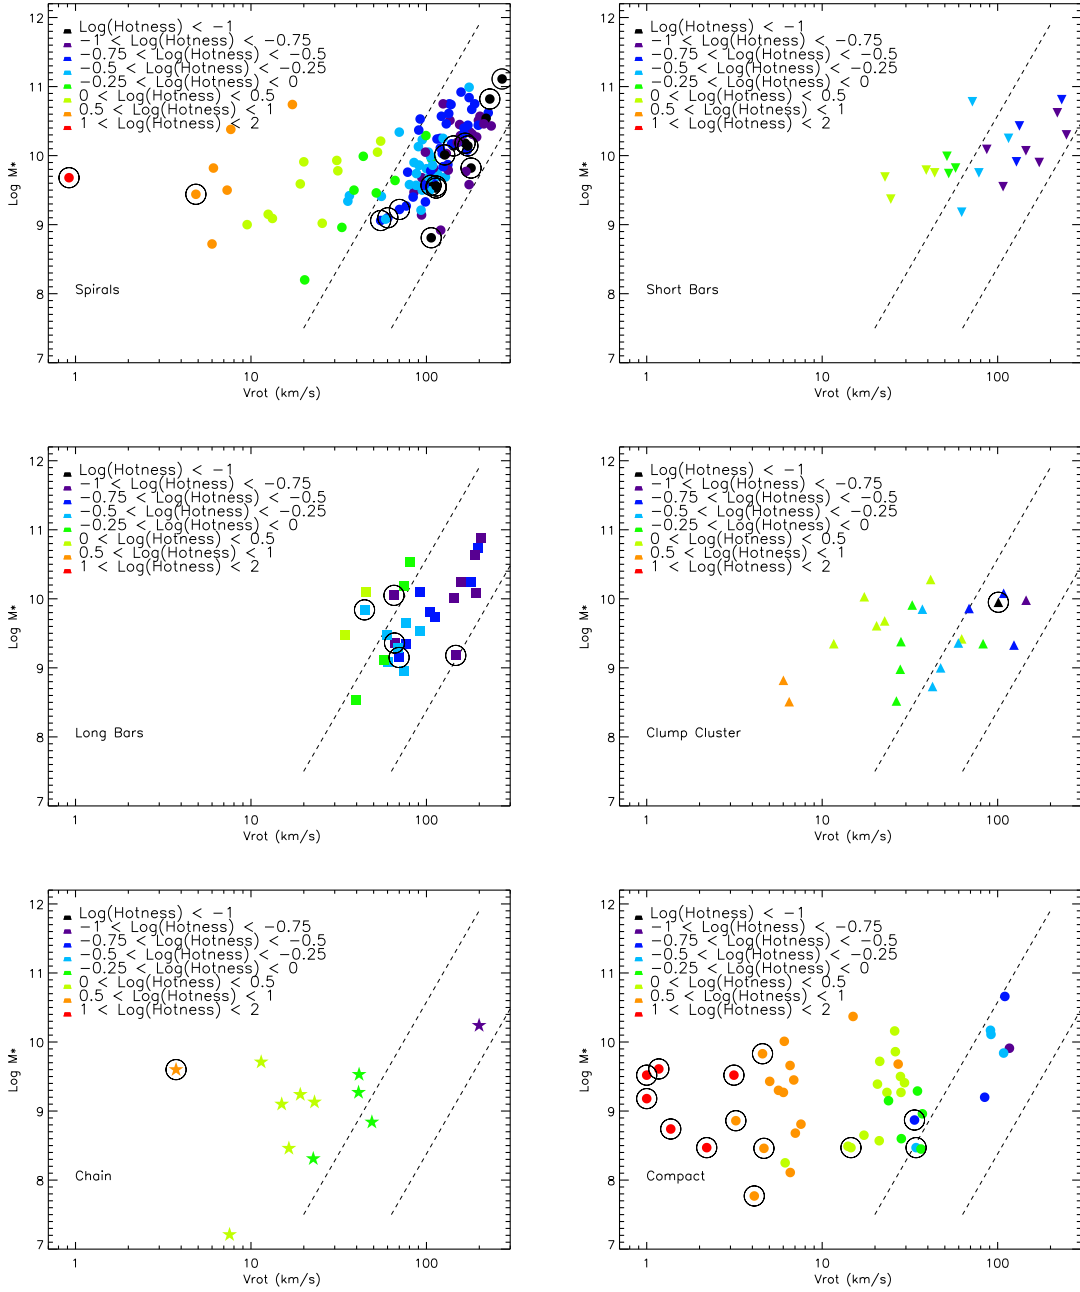 12
11
10
9
8
7
Log M*
Log(Hotness) < -1
-1 < Log(Hotness) < -0.75
-0.75 < Log(Hotness) < -0.5
-0.5 < Log(Hotness) < -0.25
-0.25 < Log(Hotness) < 0
0 < Log(Hotness) < 0.5
0.5 < Log(Hotness) < 1
1 < Log(Hotness) < 2
Spirals
1 10 100
Vrot (km/s)
12
11
10
9
8
7
Log M*
Log(Hotness) < -1
-1 < Log(Hotness) < -0.75
-0.75 < Log(Hotness) < -0.5
-0.5 < Log(Hotness) < -0.25
-0.25 < Log(Hotness) < 0
0 < Log(Hotness) < 0.5
0.5 < Log(Hotness) < 1
1 < Log(Hotness) < 2
Short Bars
1 10 100
Vrot (km/s)
12
11
10
9
8
7
Log M*
Log(Hotness) < -1
-1 < Log(Hotness) < -0.75
-0.75 < Log(Hotness) < -0.5
-0.5 < Log(Hotness) < -0.25
-0.25 < Log(Hotness) < 0
0 < Log(Hotness) < 0.5
0.5 < Log(Hotness) < 1
1 < Log(Hotness) < 2
Long Bars
1 10 100
Vrot (km/s)
12
11
10
9
8
7
Log M*
Log(Hotness) < -1
-1 < Log(Hotness) < -0.75
-0.75 < Log(Hotness) < -0.5
-0.5 < Log(Hotness) < -0.25
-0.25 < Log(Hotness) < 0
0 < Log(Hotness) < 0.5
0.5 < Log(Hotness) < 1
1 < Log(Hotness) < 2
Clump Cluster
1 10 100
Vrot (km/s)
12
11
10
9
8
7
Log M*
Log(Hotness) < -1
-1 < Log(Hotness) < -0.75
-0.75 < Log(Hotness) < -0.5
-0.5 < Log(Hotness) < -0.25
-0.25 < Log(Hotness) < 0
0 < Log(Hotness) < 0.5
0.5 < Log(Hotness) < 1
1 < Log(Hotness) < 2
Chain
1 10 100
Vrot (km/s)
12
11
10
9
8
7
Log M*
Log(Hotness) < -1
-1 < Log(Hotness) < -0.75
-0.75 < Log(Hotness) < -0.5
-0.5 < Log(Hotness) < -0.25
-0.25 < Log(Hotness) < 0
0 < Log(Hotness) < 0.5
0.5 < Log(Hotness) < 1
1 < Log(Hotness) < 2
Compact
1 10 100
Vrot (km/s)